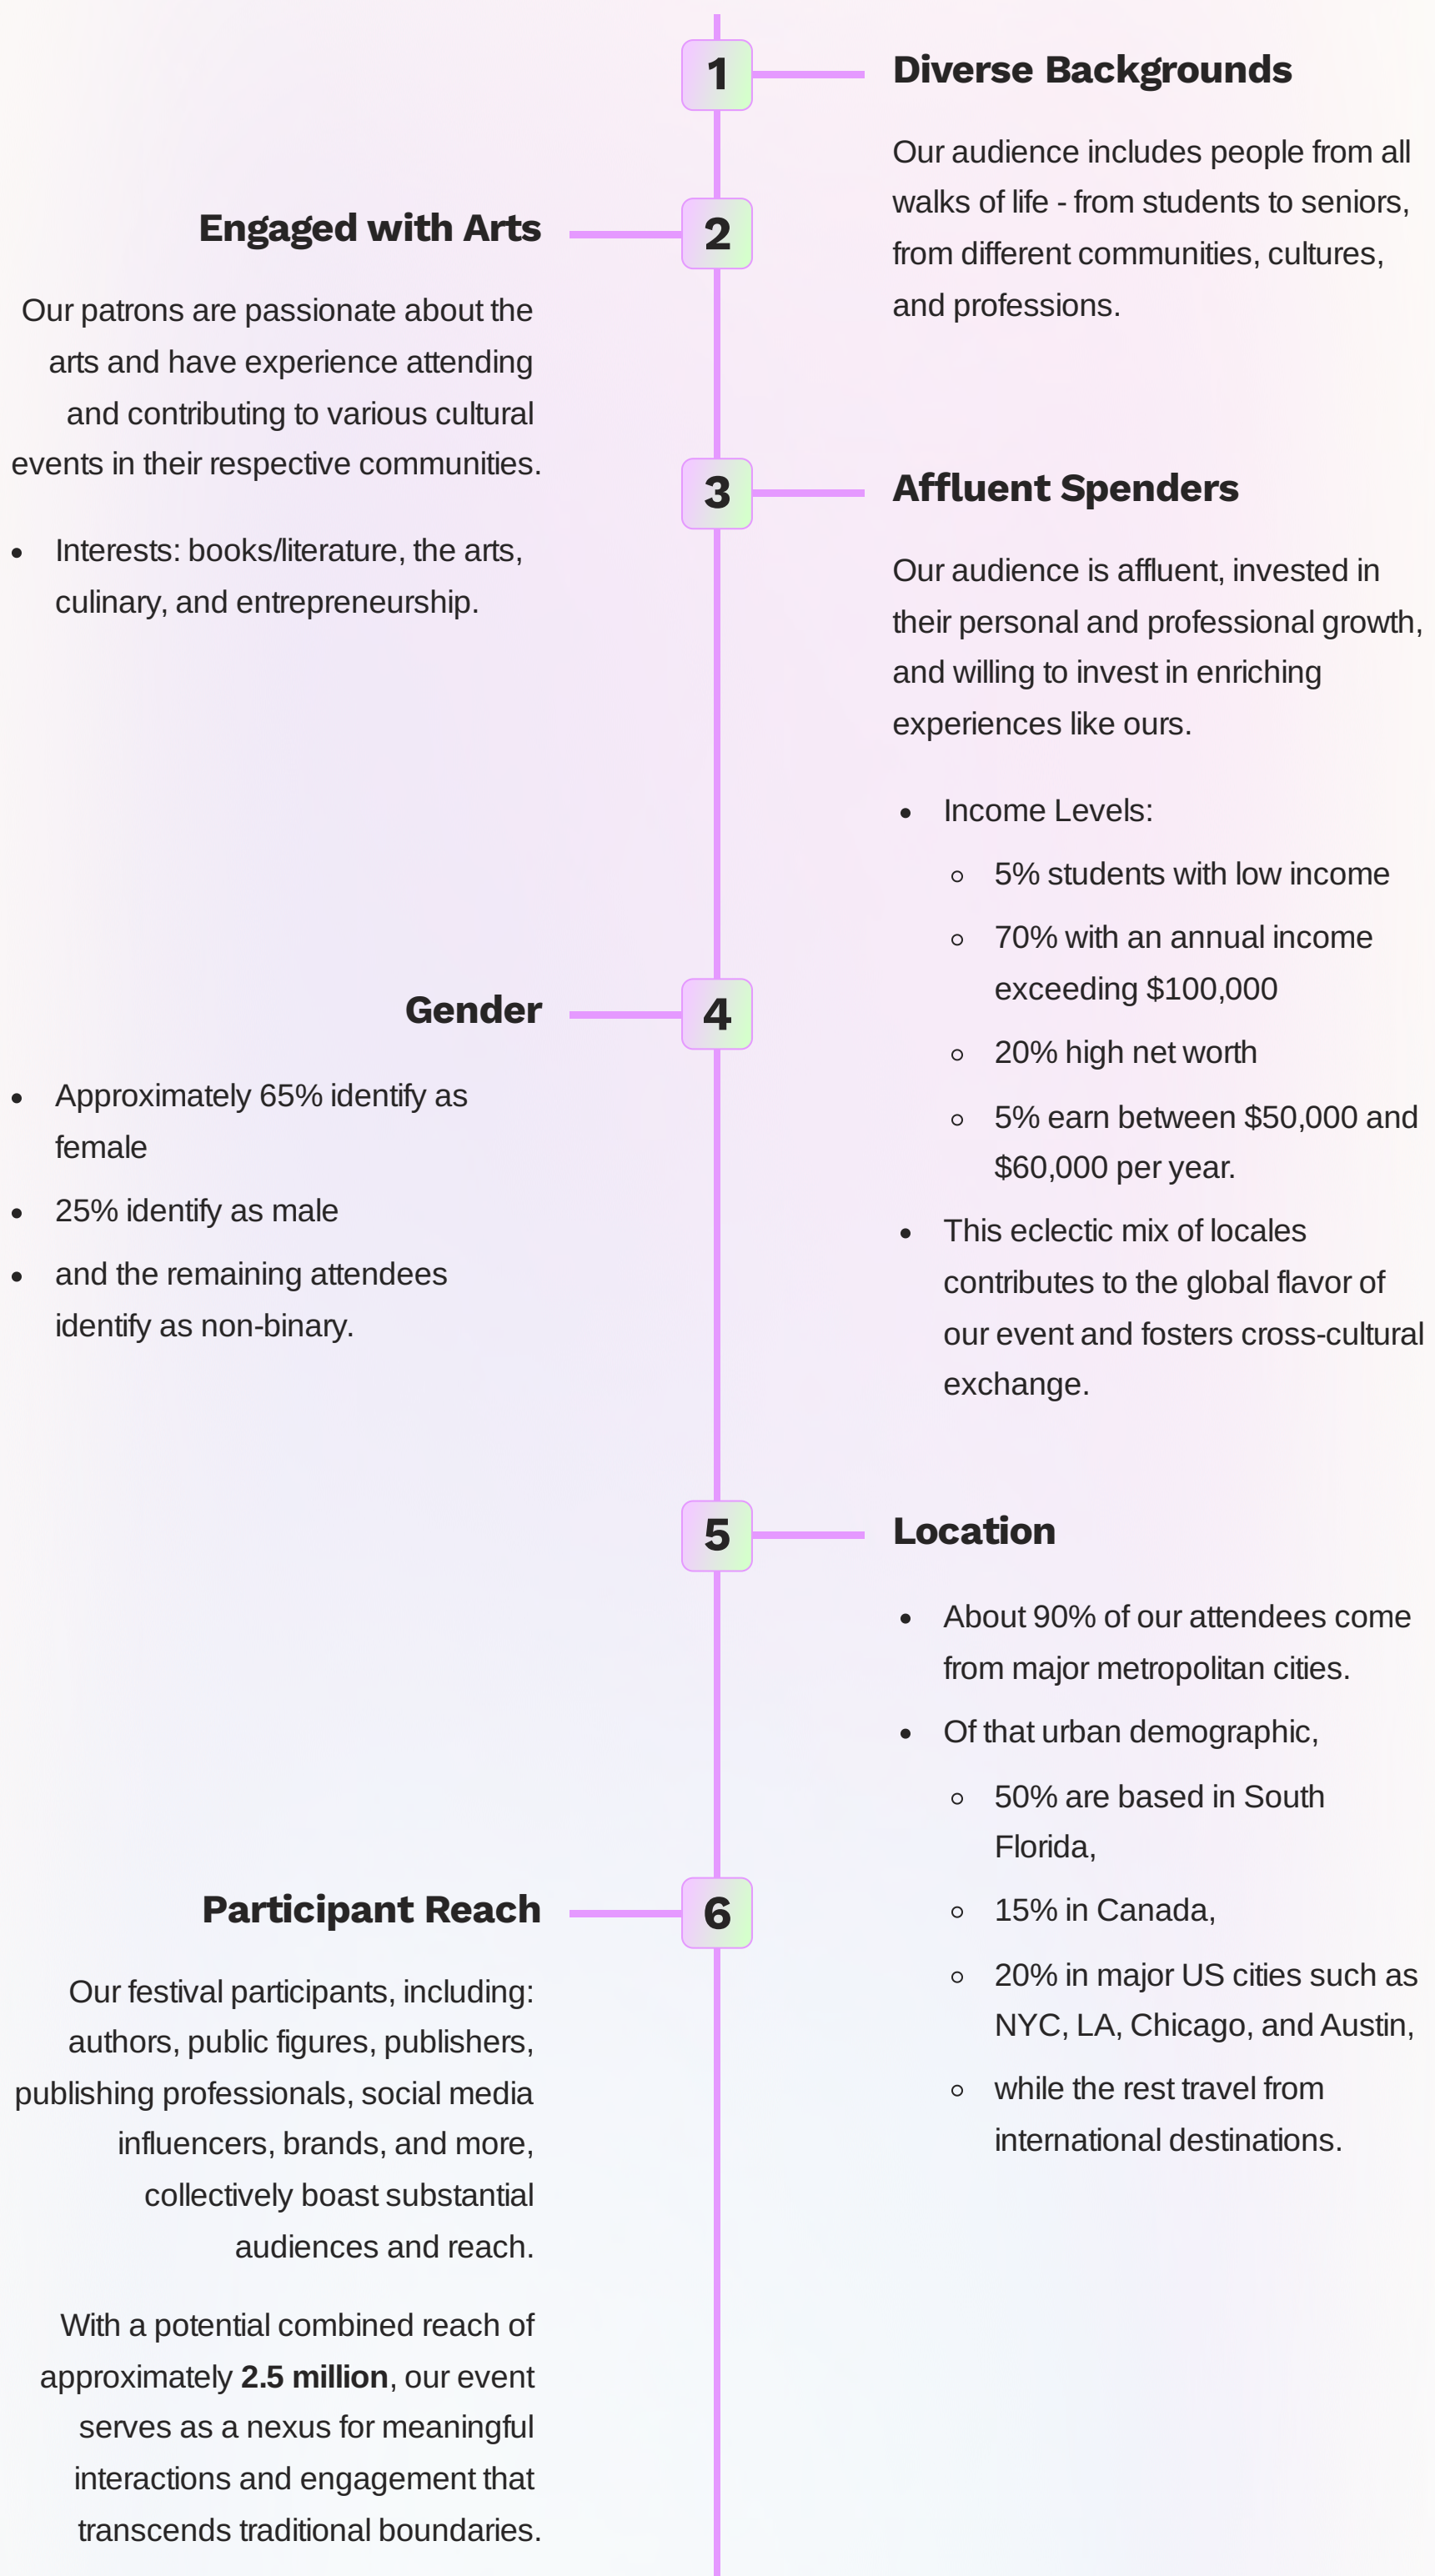 1
Diverse Backgrounds
Our audience includes people from all
walks of life - from students to seniors,
from different communities, cultures,
and professions.
2
Engaged with Arts
Our patrons are passionate about the
arts and have experience attending
and contributing to various cultural
events in their respective communities.
• Interests: books/literature, the arts,
culinary, and entrepreneurship.
3
Affluent Spenders
Our audience is affluent, invested in
their personal and professional growth,
and willing to invest in enriching
experiences like ours.
• Income Levels:
◦ 5% students with low income
◦ 70% with an annual income
exceeding $100,000
◦ 20% high net worth
◦ 5% earn between $50,000 and
$60,000 per year.
• This eclectic mix of locales
contributes to the global flavor of
our event and fosters cross-cultural
exchange.
4
Gender
• Approximately 65% identify as
female
• 25% identify as male
• and the remaining attendees
identify as non-binary.
5
Location
• About 90% of our attendees come
from major metropolitan cities.
• Of that urban demographic,
◦ 50% are based in South
Florida,
◦ 15% in Canada,
◦ 20% in major US cities such as
NYC, LA, Chicago, and Austin,
◦ while the rest travel from
international destinations.
6
Participant Reach
Our festival participants, including:
authors, public figures, publishers,
publishing professionals, social media
influencers, brands, and more,
collectively boast substantial
audiences and reach.
With a potential combined reach of
approximately 2.5 million, our event
serves as a nexus for meaningful
interactions and engagement that
transcends traditional boundaries.